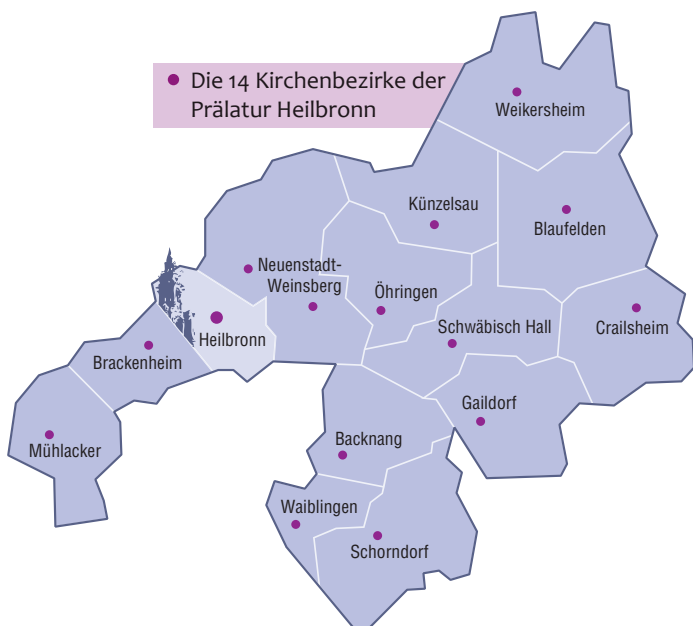 Die 14 Kirchenbezirke der
Prälatur Heilbronn
Weikersheim
Künzelsau
Blaufelden
Neuenstadt-
Weinsberg
Öhringen
Heilbronn
Schwäbisch Hall
Crailsheim
Brackenheim
Gaildorf
Mühlacker
Backnang
Waiblingen
Schorndorf